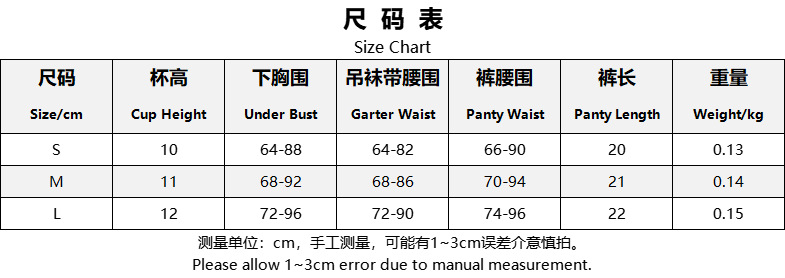 尺 码 表
Size Chart
尺码 杯高 下胸围 吊袜带腰围 裤腰围 裤长 重量
Size/cm Cup Height Under Bust Garter Waist Panty Waist Panty Length Weight/kg
S 10 64-88 64-82 66-90 20 0.13
M 11 68-92 68-86 70-94 21 0.14
L 12 72-96 72-90 74-96 22 0.15
测量单位：cm，手工测量，可能有1~3cm误差介意慎拍。
Please allow 1~3cm error due to manual measurement.